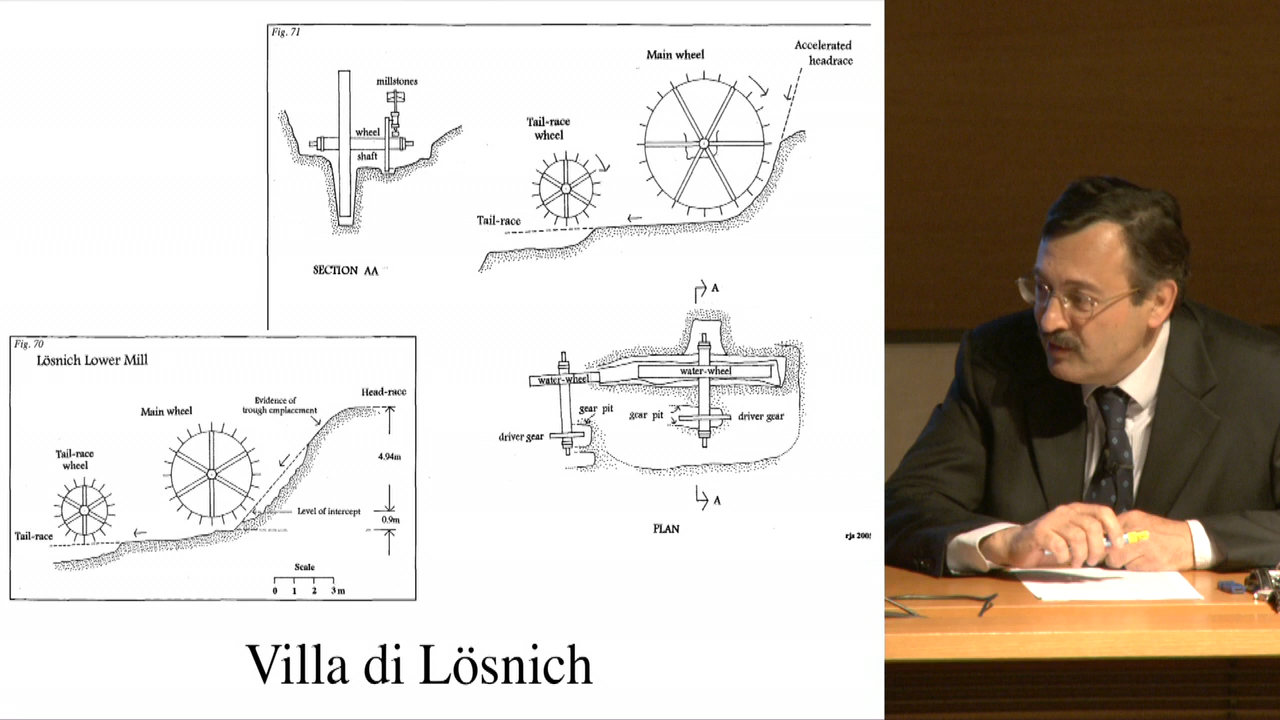 Fig. 71
millstones
wheel
shaft
SECTION AA
Main wheel
Accelerated
headrace
Tail-race
wheel
Tail-race
A
water-wheel
water-wheel
gear pit
gear pit
driver gear
driver gear
A
PLAN
Fig. 70
Lösnich Lower Mill
Head-race
Evidence of
trough emplacement
Main wheel
4.94m
Tail-race
wheel
Level of intercept
0.9m
Tail-race
Scale
0 1 2 3m
Villa di Lösnich